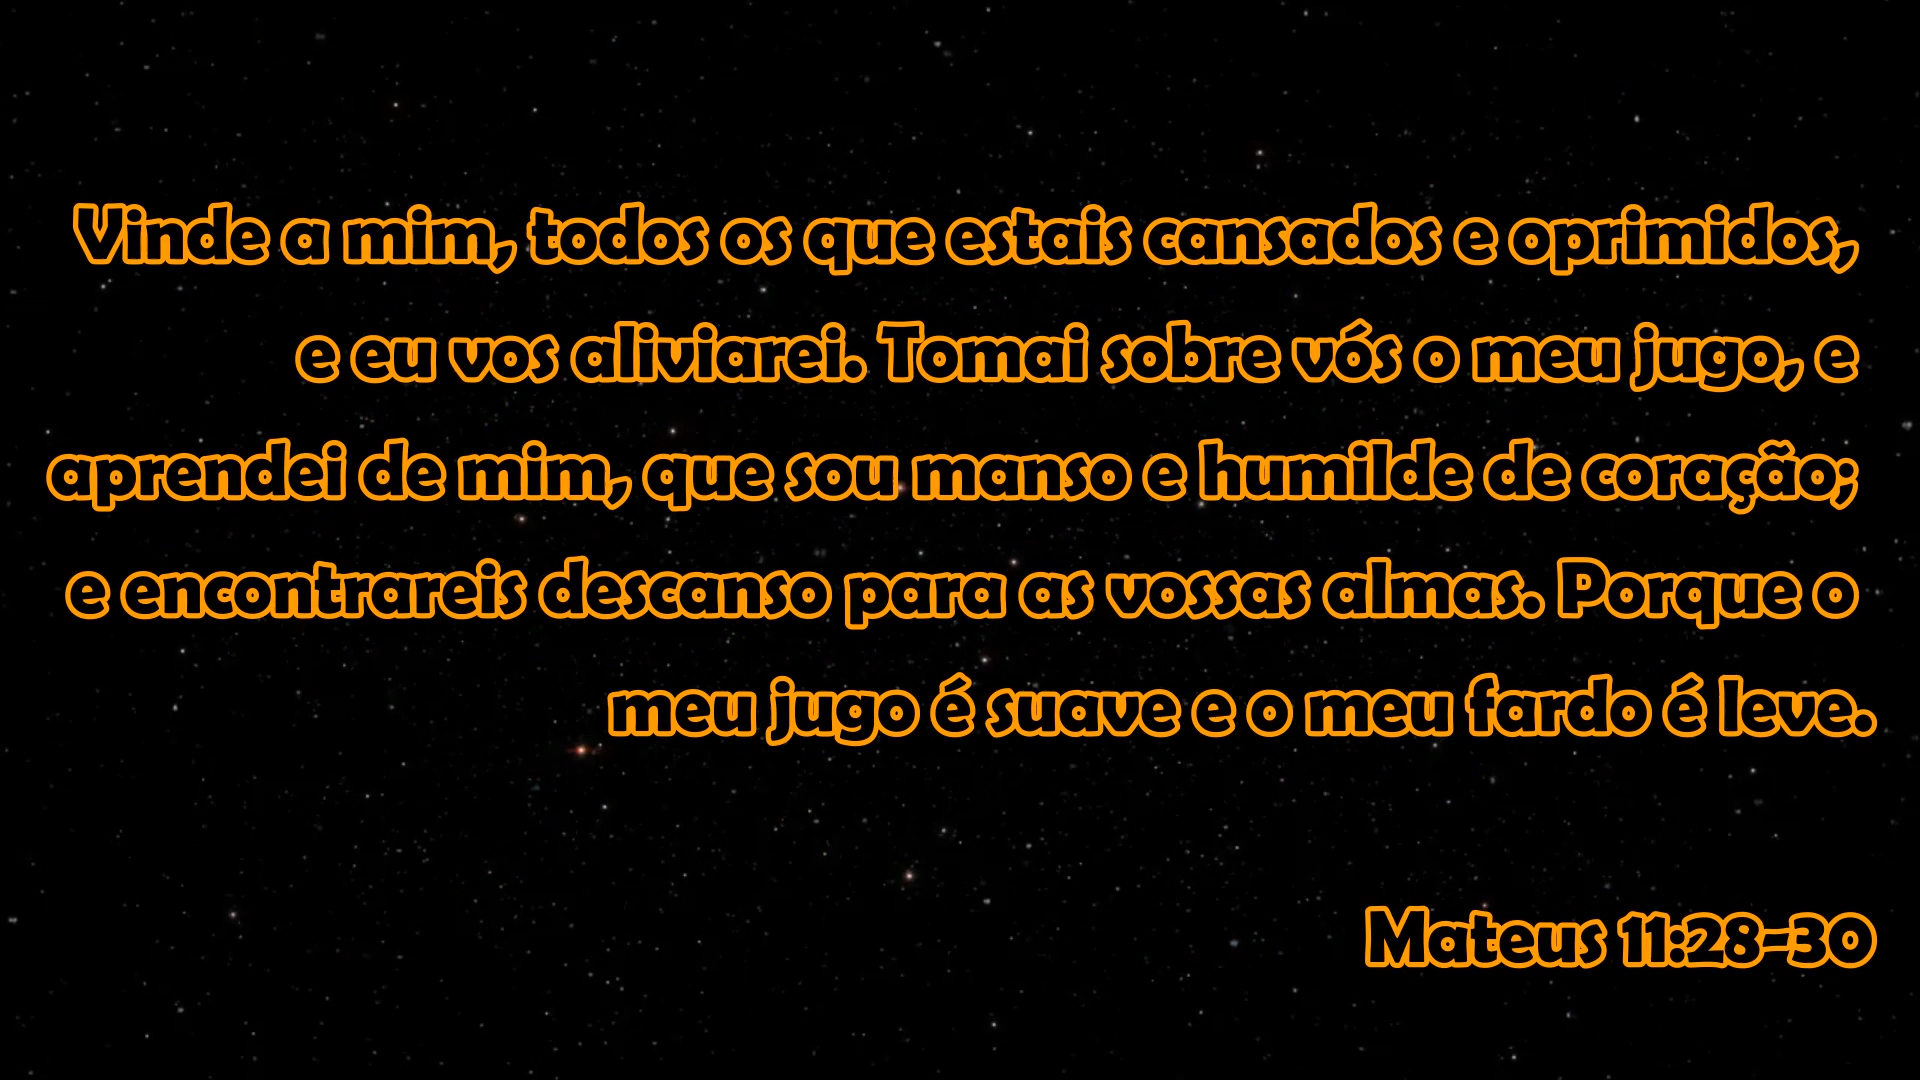 Vinde a mim, todos os que estais cansados e oprimidos,
e eu vos aliviarei. Tomai sobre vós o meu jugo, e
aprendei de mim, que sou manso e humilde de coração;
e encontrareis descanso para as vossas almas. Porque o
meu jugo é suave e o meu fardo é leve.
Mateus 11:28-30